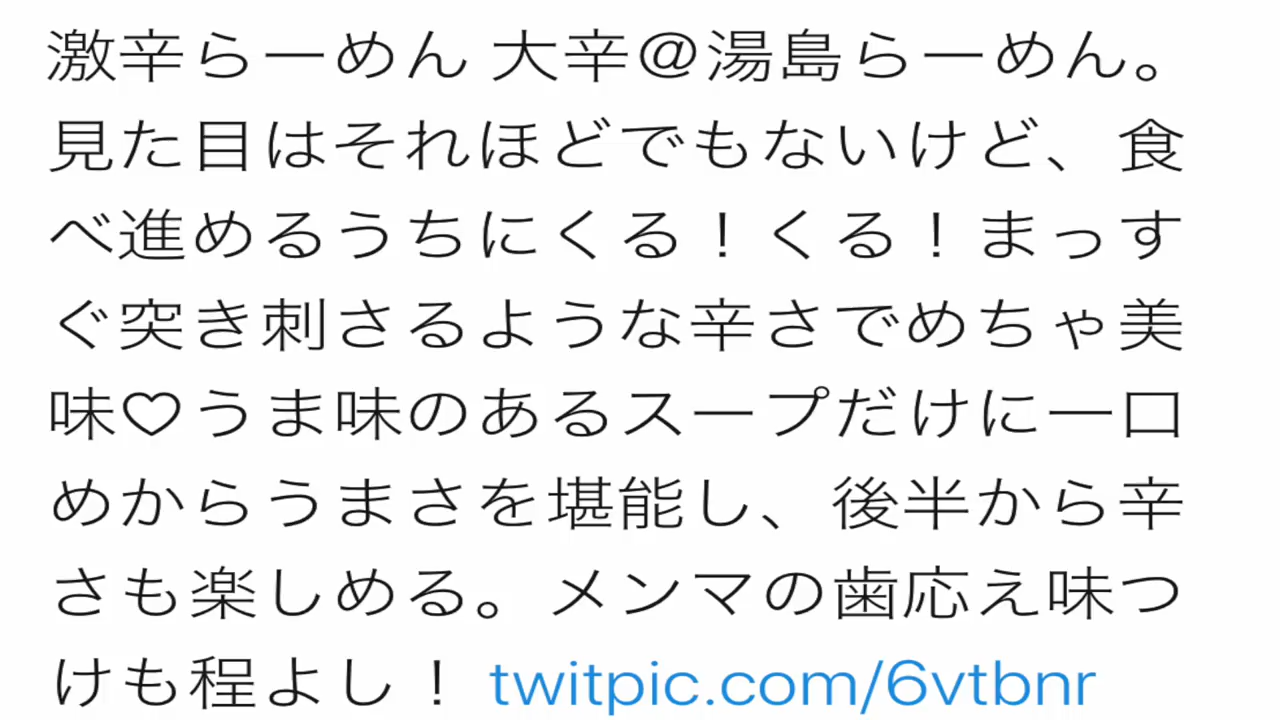 激辛らーめん 大辛@湯島らーめん。
見た目はそれほどでもないけど、食
べ進めるうちにくる！くる！まっす
ぐ突き刺さるような辛さでめちゃ美
味♡うま味のあるスープだけに一口
めからうまさを堪能し、後半から辛
さも楽しめる。メンマの歯応え味つ
けも程よし！ twitpic.com/6vtbnr